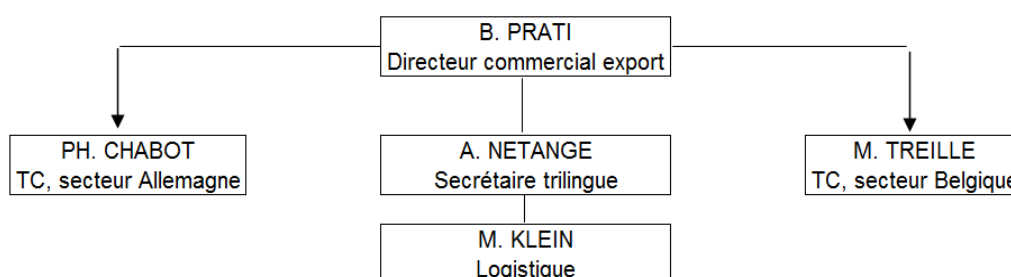 B. PRATI
Directeur commercial export
PH. CHABOT
TC, secteur Allemagne
A. NETANGE
Secrétaire trilingue
M. TREILLE
TC, secteur Belgique
M. KLEIN
Logistique